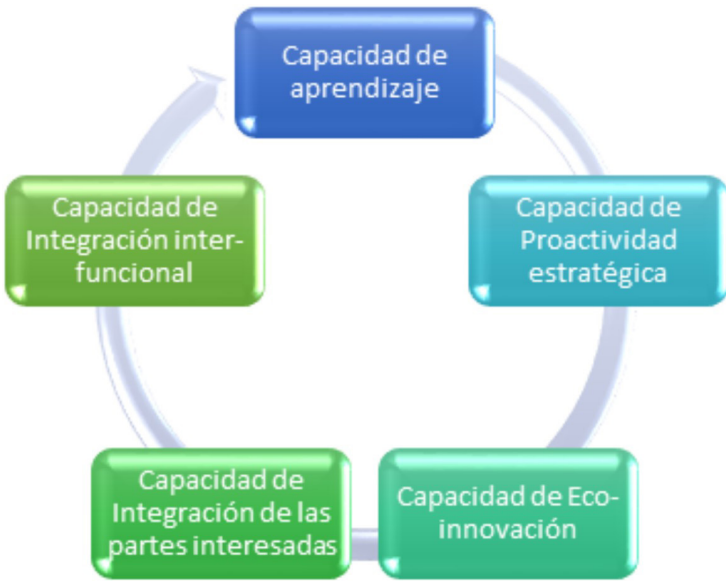 Capacidad de
aprendizaje
Capacidad de
Proactividad
estratégica
Capacidad de Eco-
innovación
Capacidad de
Integración de las
partes interesadas
Capacidad de
Integración inter-
funcional